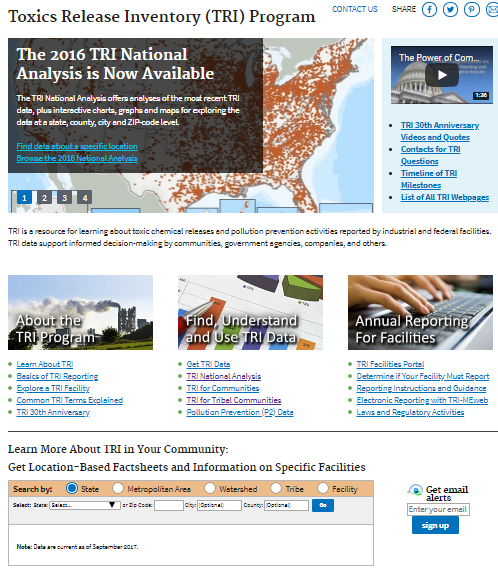 Toxics Release Inventory (TRI) Program
CONTACT US SHARE
The 2016 TRI National
Analysis is Now Available
The TRI National Analysis offers analyses of the most recent TRI
data, plus interactive charts, graphs and maps for exploring the
data at a state, county, city and ZIP-code level.
Find data about a specific location
Browse the 2016 National Analysis
1 2 3 4
The Power of Com...
1:26
TRI 30th Anniversary
Videos and Quotes
Contacts for TRI
Questions
Timeline of TRI
Milestones
List of All TRI Webpages
TRI is a resource for learning about toxic chemical releases and pollution prevention activities reported by industrial and federal facilities.
TRI data support informed decision-making by communities, government agencies, companies, and others.
About the
TRI Program
Learn About TRI
Basics of TRI Reporting
Explore a TRI Facility
Common TRI Terms Explained
TRI 30th Anniversary
Find, Understand
and Use TRI Data
Get TRI Data
TRI National Analysis
TRI for Communities
TRI for Tribal Communities
Pollution Prevention (P2) Data
Annual Reporting
For Facilities
TRI Facilities Portal
Determine if Your Facility Must Report
Reporting Instructions and Guidance
Electronic Reporting with TRI-MEweb
Laws and Regulatory Activities
Learn More About TRI in Your Community:
Get Location-Based Factsheets and Information on Specific Facilities
Search by: State Metropolitan Area Watershed Tribe Facility
Select: State: Select... or Zip Code: City: (Optional) County: (Optional) Go
Note: Data are current as of September 2017.
Get email
alerts
Enter your email
sign up